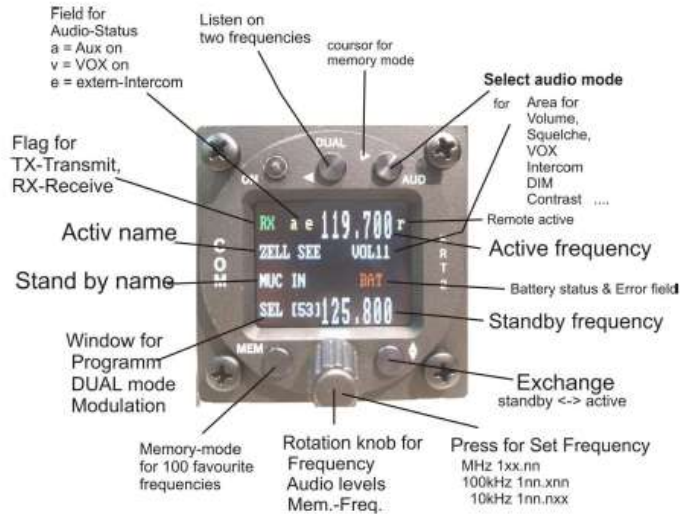 Field for
Audio-Status
a = Aux on
v = VOX on
e = extern-Intercom
Listen on
two frequencies
coursor for
memory mode
Select audio mode
for Area for
Volume,
Squelche,
VOX
Intercom
DIM
Contrast ....
Flag for
TX-Transmit,
RX-Receive
DUAL
ON
AUD
Remote active
RX a e 119.700 r
Activ name
ZELL SEE VOL11
Active frequency
COM
KRT2
Stand by name
MUC IN BAT
Battery status & Error field
SEL [53] 125.800
Standby frequency
Window for
Programm
DUAL mode
Modulation
MEM
Exchange
standby <-> active
Memory-mode
for 100 favourite
frequencies
Rotation knob for
Frequency
Audio levels
Mem.-Freq.
Press for Set Frequency
MHz 1xx.nn
100kHz 1nn.xnn
10kHz 1nn.nxx